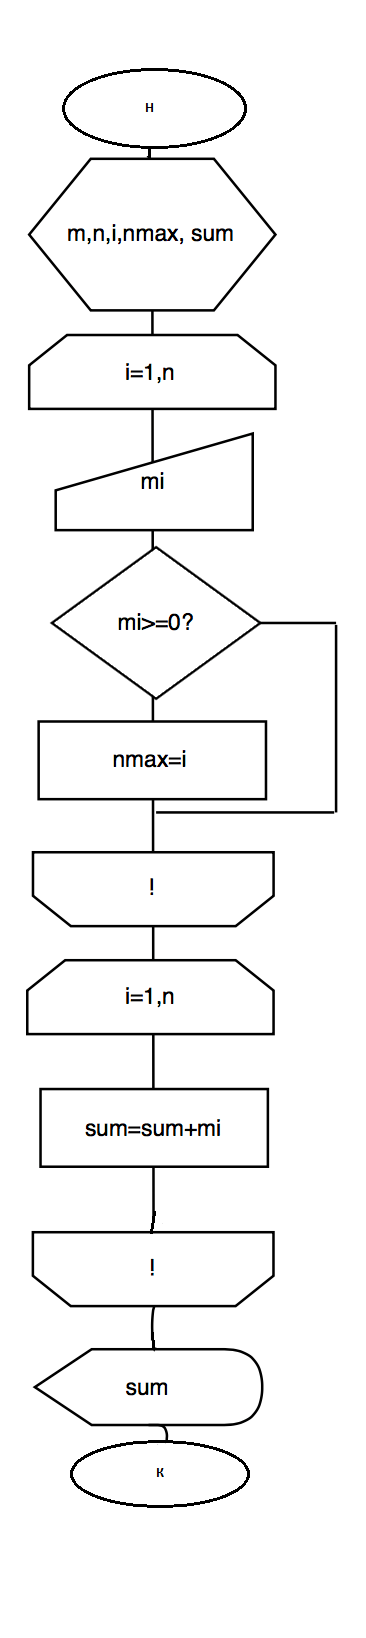 н
m,n,i,nmax, sum
i=1,n
mi
mi>=0?
nmax=i
!
i=1,n
sum=sum+mi
!
sum
к